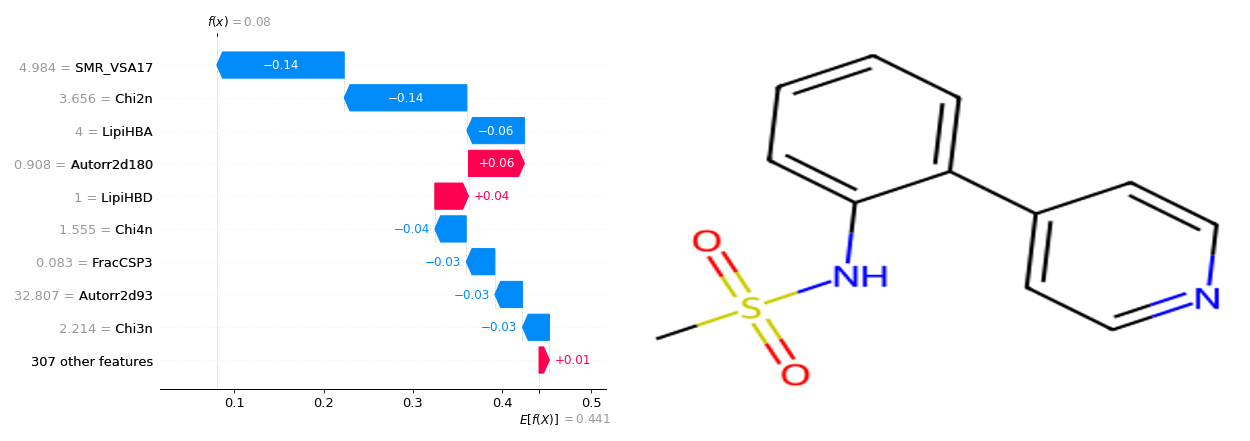 f(x) = 0.08
4.984 = SMR_VSA17
−0.14
3.656 = Chi2n
−0.14
4 = LipiHBA
−0.06
0.908 = Autorr2d180
+0.06
1 = LipiHBD
+0.04
1.555 = Chi4n
−0.04
0.083 = FracCSP3
−0.03
32.807 = Autorr2d93
−0.03
2.214 = Chi3n
−0.03
307 other features
+0.01
0.1 0.2 0.3 0.4 0.5
E[f(X)] = 0.441
O
NH
S
N
O